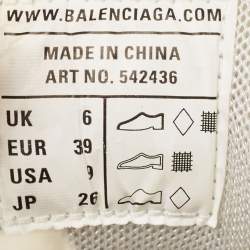 WWW.BALENCIAGA.COM
MADE IN CHINA
ART NO. 542436
UK 6
EUR 39
USA 9
JP 26